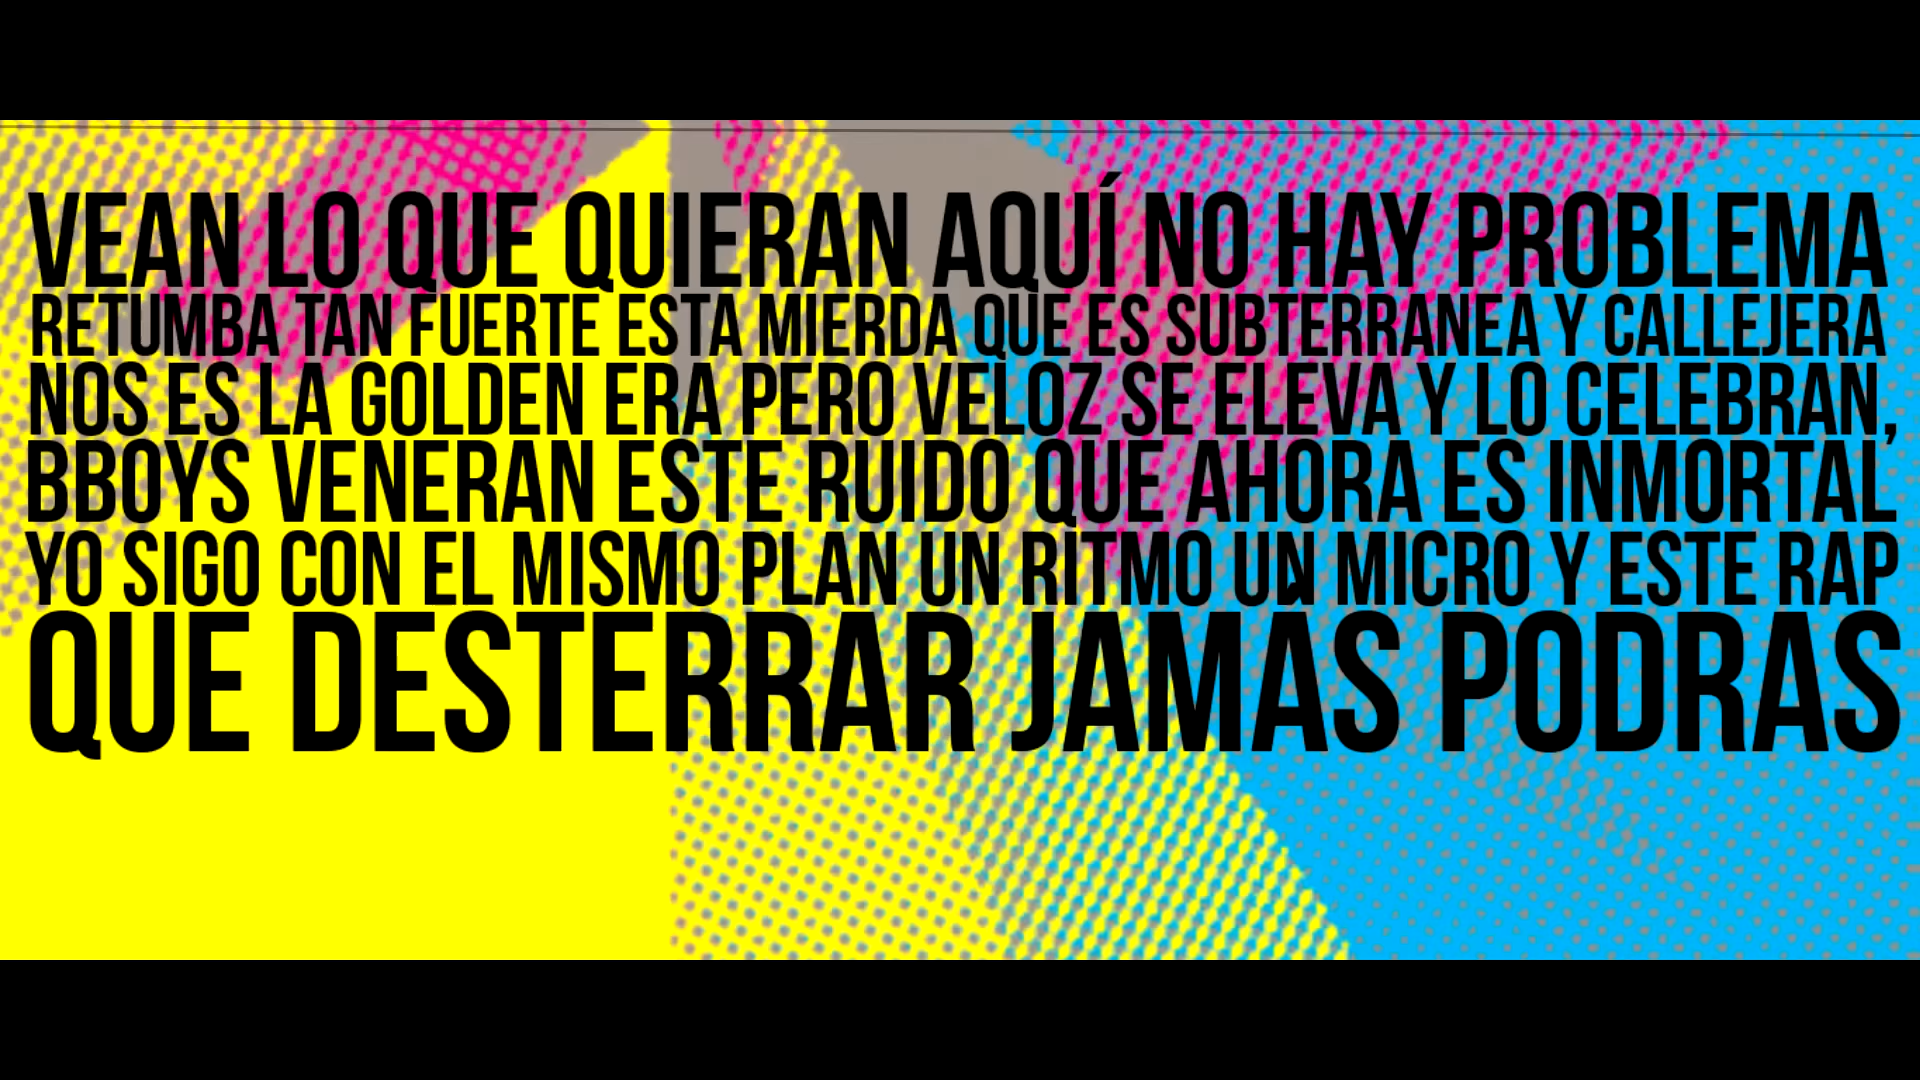 VEAN LO QUE QUIERAN AQUÍ NO HAY PROBLEMA
RETUMBA TAN FUERTE ESTA MIERDA QUE ES SUBTERRANEA Y CALLEJERA
NOS ES LA GOLDEN ERA PERO VELOZ SE ELEVA Y LO CELEBRAN,
BBOYS VENERAN ESTE RUIDO QUE AHORA ES INMORTAL
YO SIGO CON EL MISMO PLAN UN RITMO UN MICRO Y ESTE RAP
QUE DESTERRAR JAMÁS PODRAS